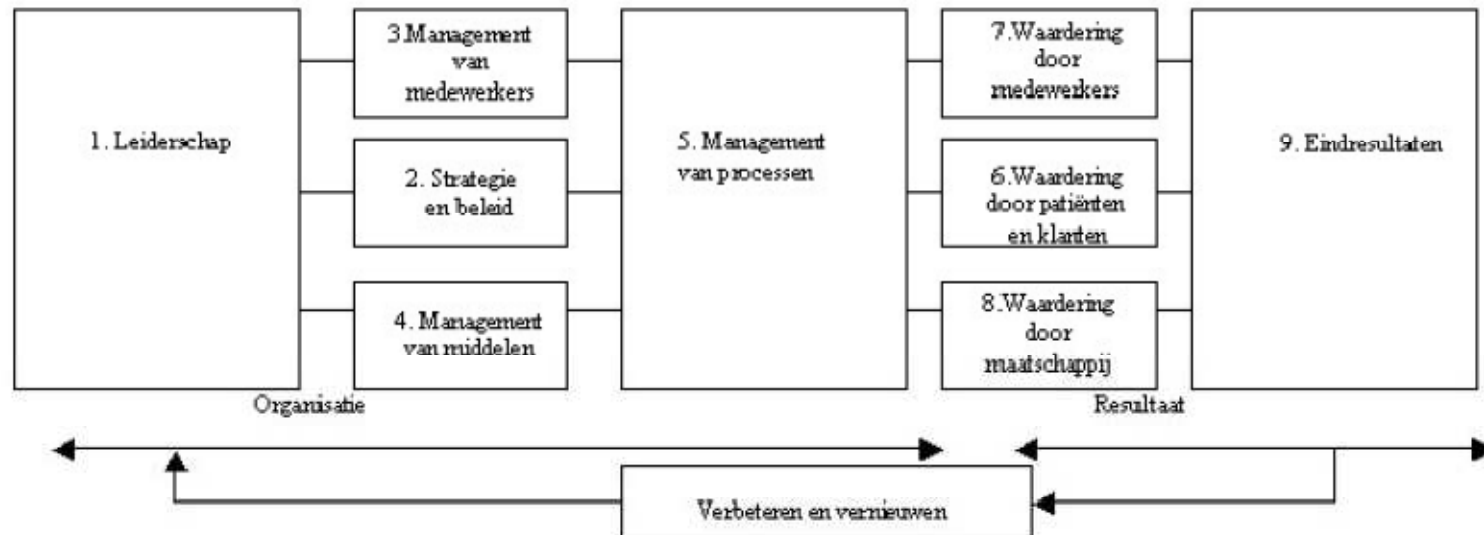 1. Leiderschap
3.Management
van
medewerkers
2. Strategie
en beleid
4. Management
van middelen
5. Management
van processen
7.Waardering
door
medewerkers
6.Waardering
door patiënten
en klanten
8.Waardering
door
maatschappij
9. Eindresultaten
Organisatie
Resultaat
Verbeteren en vernieuwen